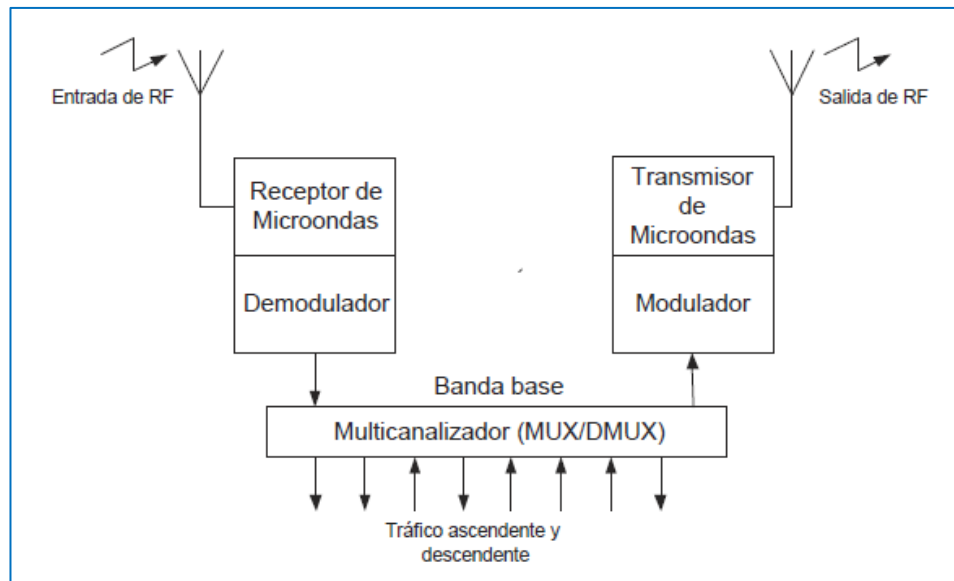 Entrada de RF
Salida de RF
Receptor de
Microondas
Transmisor
de
Microondas
Demodulador
Modulador
Banda base
Multicanalizador (MUX/DMUX)
Tráfico ascendente y
descendente